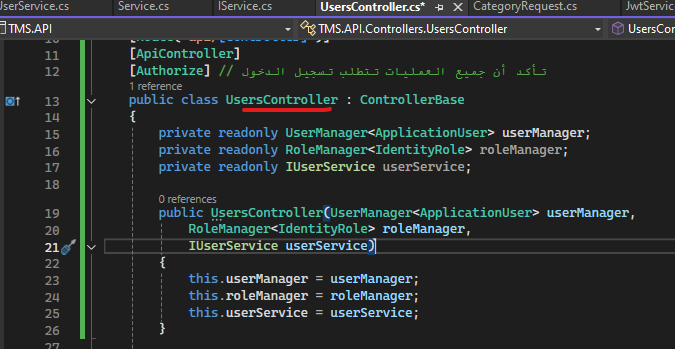 UserService.cs Service.cs IService.cs UsersController.cs* CategoryRequest.cs JwtService
TMS.API TMS.API.Controllers.UsersController UsersCon
11 [ApiController]
12 [Authorize] // تأكد أن جميع العمليات تتطلب تسجيل الدخول
1 reference
13 public class UsersController : ControllerBase
14 {
15 private readonly UserManager<ApplicationUser> userManager;
16 private readonly RoleManager<IdentityRole> roleManager;
17 private readonly IUserService userService;
18
0 references
19 public UsersController(UserManager<ApplicationUser> userManager,
20 RoleManager<IdentityRole> roleManager,
21 IUserService userService)
22 {
23 this.userManager = userManager;
24 this.roleManager = roleManager;
25 this.userService = userService;
26 }